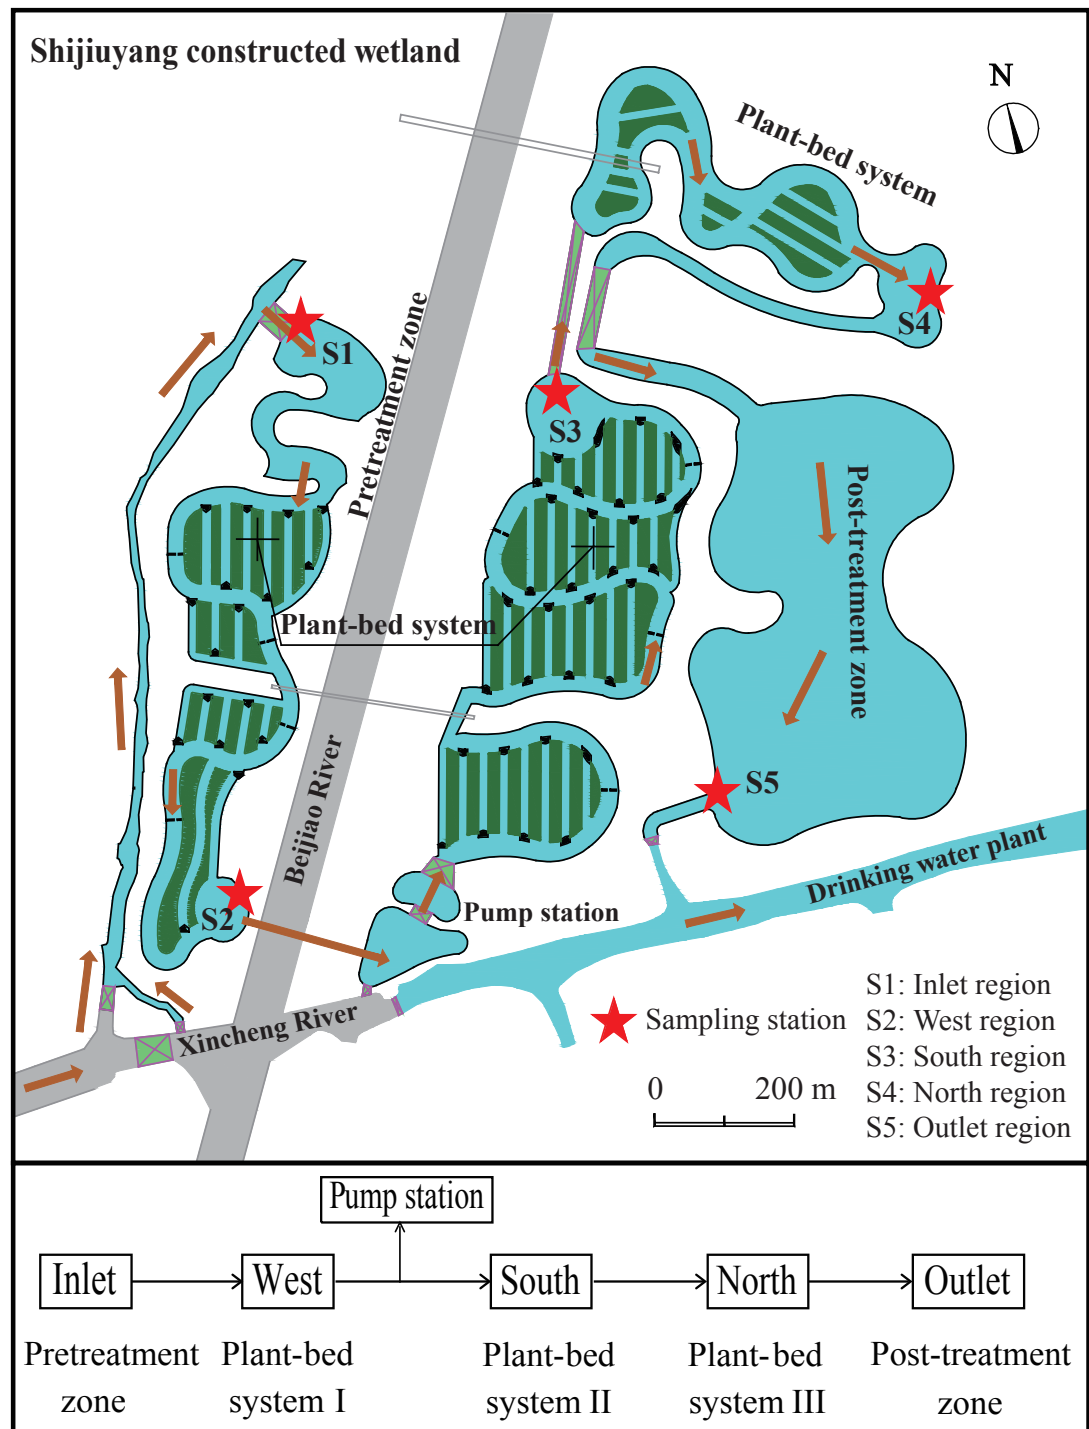 Shijiuyang constructed wetland
N
Plant-bed system
S4
S1
Pretreatment zone
S3
Post-treatment zone
Plant-bed system
Beijiao River
S5
Drinking water plant
S2
Pump station
Xincheng River
Sampling station
0 200 m
S1: Inlet region
S2: West region
S3: South region
S4: North region
S5: Outlet region
Pump station
Inlet
West
South
North
Outlet
Pretreatment
zone
Plant-bed
system I
Plant-bed
system II
Plant-bed
system III
Post-treatment
zone